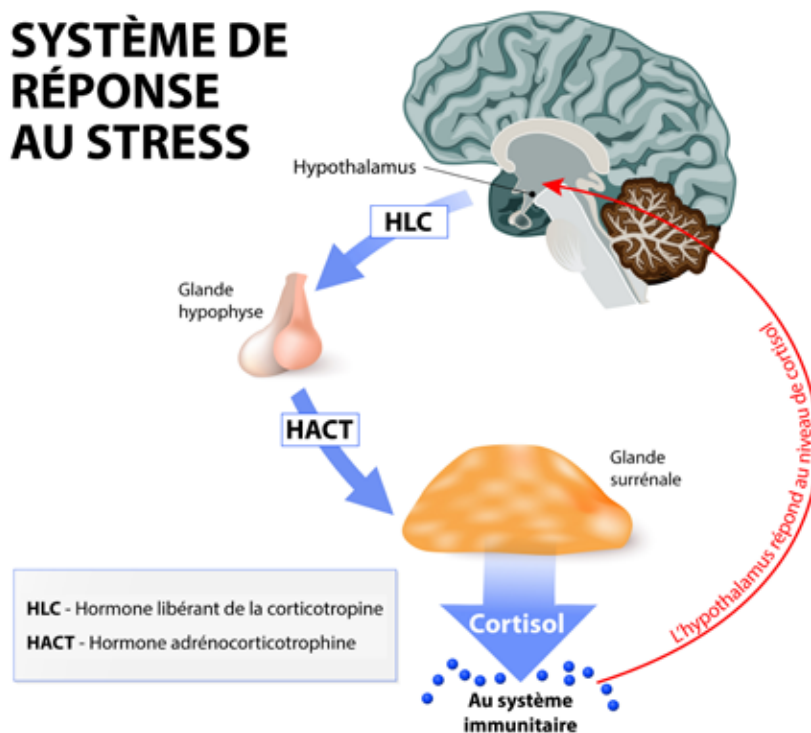 SYSTÈME DE
RÉPONSE
AU STRESS
Hypothalamus
HLC
Glande
hypophyse
HACT
Glande
surrénale
L'hypothalamus répond au niveau de cortisol
HLC - Hormone libérant de la corticotropine
HACT - Hormone adrénocorticotrophine
Cortisol
Au système
immunitaire